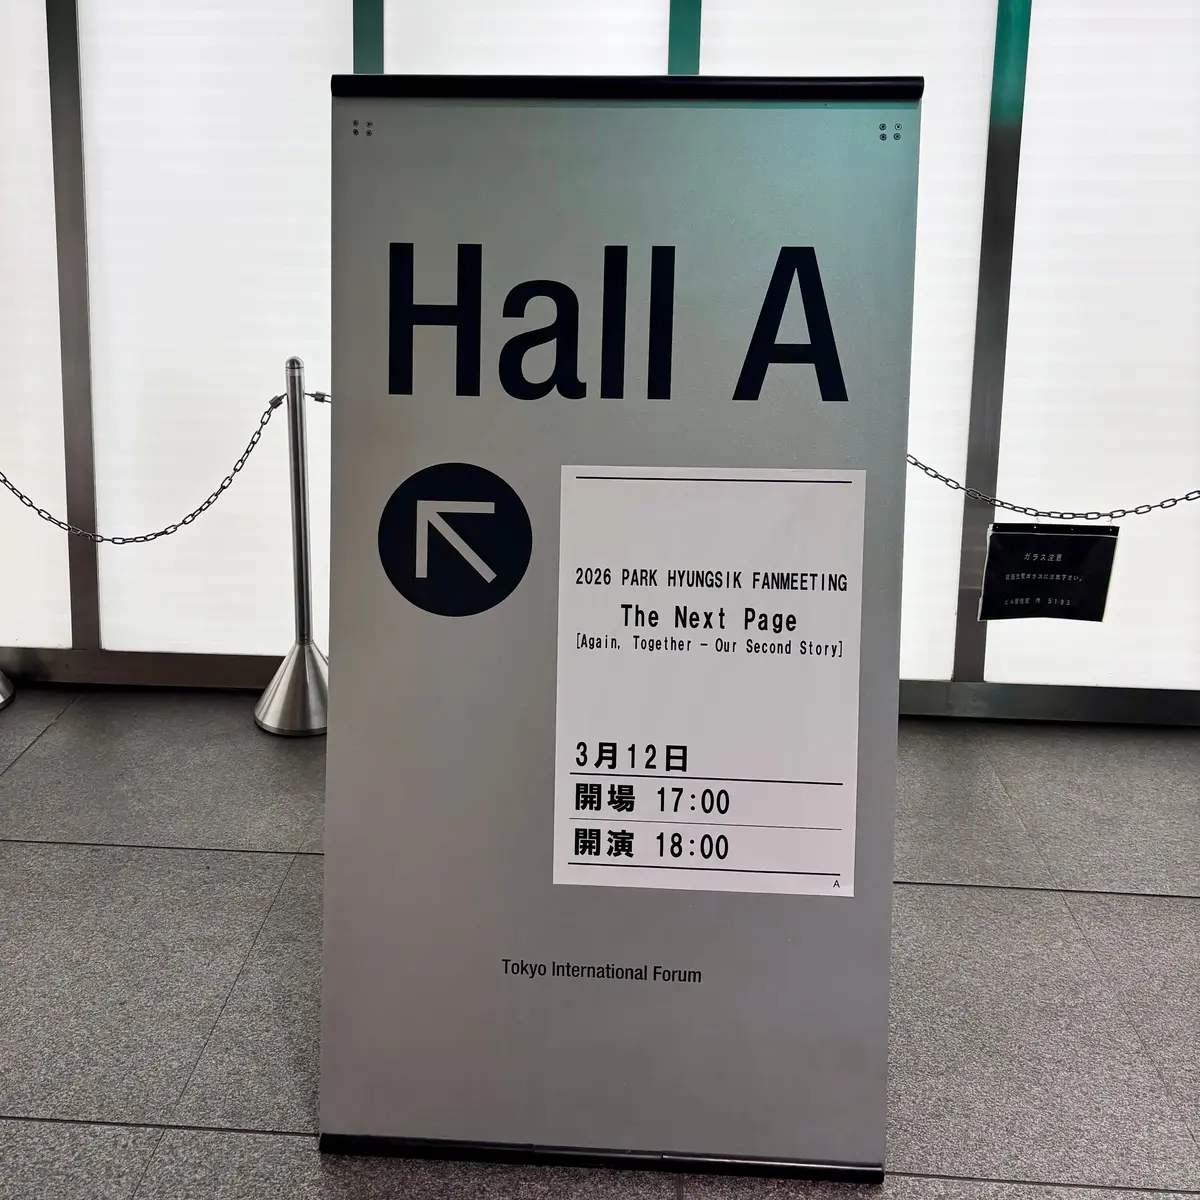 Hall A
2026 PARK HYUNGSIK FANMEETING
The Next Page
[Again, Together - Our Second Story]
3月12日
開場 17:00
開演 18:00
A
Tokyo International Forum
ガラス注意